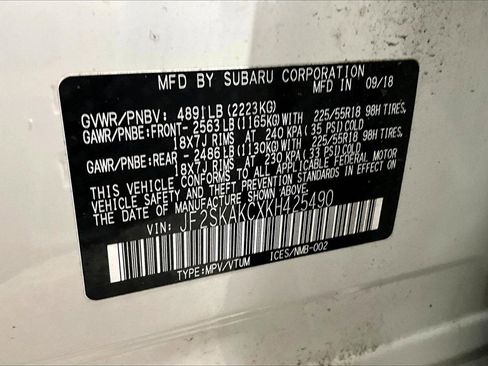 MFD BY SUBARU CORPORATION
MFD IN 09/18
GVWR/PNBV: 4891LB (2223KG)
GAWR/PNBE:FRONT- 2563LB(1165KG)WITH 225/55R18 98H TIRES,
18X7J RIMS AT 240 KPA(35 PSI)COLD
GAWR/PNBE:REAR - 2486LB(1130KG)WITH 225/55R18 98H TIRES,
18X7J RIMS AT 230 KPA(33 PSI)COLD
THIS VEHICLE CONFORMS TO ALL APPLICABLE FEDERAL MOTOR
VEHICLE SAFETY AND THEFT PREVENTION STANDARDS IN EFFECT ON
THE DATE OF MANUFACTURE SHOWN ABOVE.
VIN: JF2SKAKCXKH425490
TYPE:MPV/VTUM ICES/NMB-002